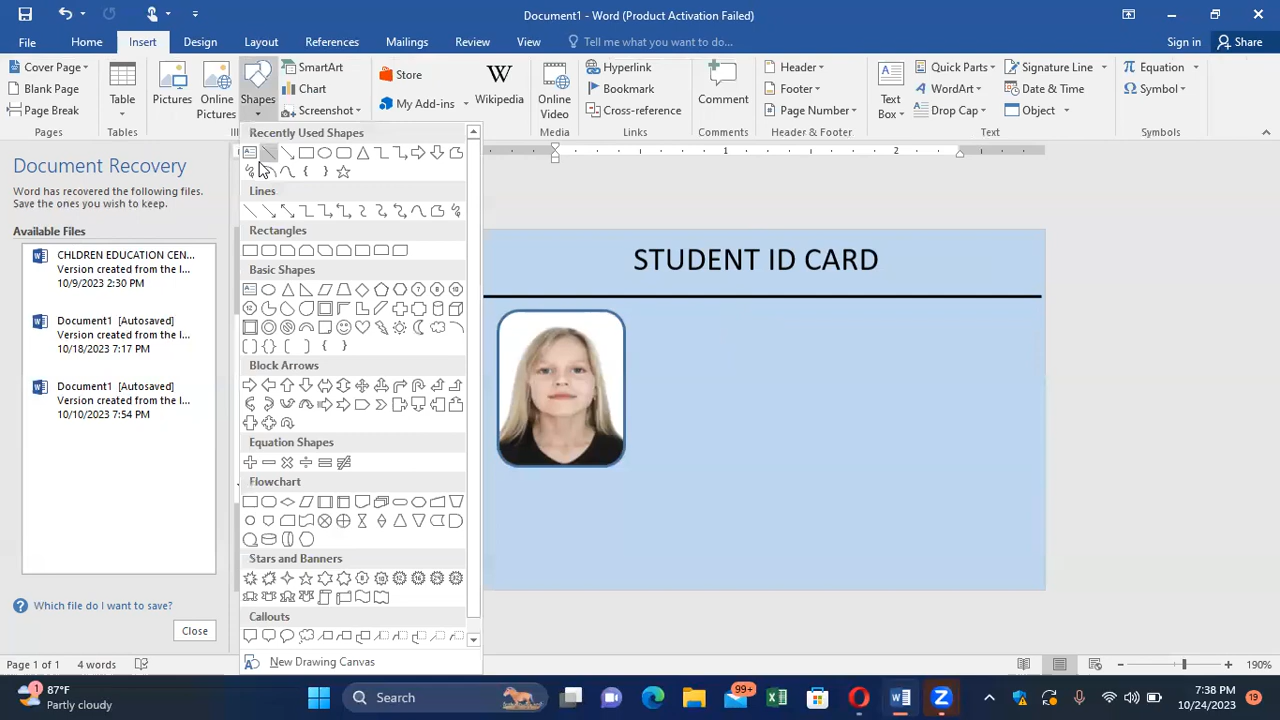 Document1 - Word (Product Activation Failed)
File Home Insert Design Layout References Mailings Review View Tell me what you want to do... Sign in Share
Cover Page
Blank Page
Page Break
Pages
Table
Tables
Pictures
Online
Pictures
Shapes
SmartArt
Chart
Screenshot
Store
My Add-ins
Wikipedia
Online
Video
Media
Hyperlink
Bookmark
Cross-reference
Links
Comment
Comments
Header
Footer
Page Number
Header & Footer
Text
Box
Quick Parts
WordArt
Drop Cap
Signature Line
Date & Time
Object
Text
Equation
Symbol
Symbols
Document Recovery
Word has recovered the following files.
Save the ones you wish to keep.
Available Files
CHLDREN EDUCATION CEN...
Version created from the l...
10/9/2023 2:30 PM
Document1 [Autosaved]
Version created from the l...
10/18/2023 7:17 PM
Document1 [Autosaved]
Version created from the l...
10/10/2023 7:54 PM
Which file do I want to save?
Close
Recently Used Shapes
Lines
Rectangles
Basic Shapes
Block Arrows
Equation Shapes
Flowchart
Stars and Banners
Callouts
New Drawing Canvas
1 2
STUDENT ID CARD
Page 1 of 1 4 words 190%
1
87°F
Partly cloudy
Search
99+
7:38 PM
10/24/2023
19